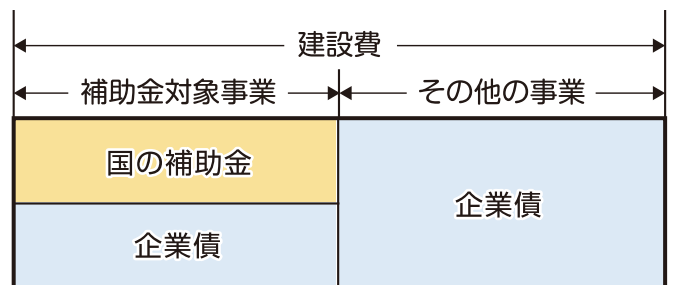 建設費
補助金対象事業
その他の事業
国の補助金
企業債
企業債